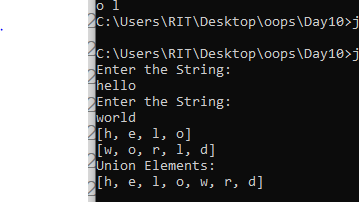 o l
C:\Users\RIT\Desktop\oops\Day10>j

C:\Users\RIT\Desktop\oops\Day10>j
Enter the String:
hello
Enter the String:
world
[h, e, l, o]
[w, o, r, l, d]
Union Elements:
[h, e, l, o, w, r, d]